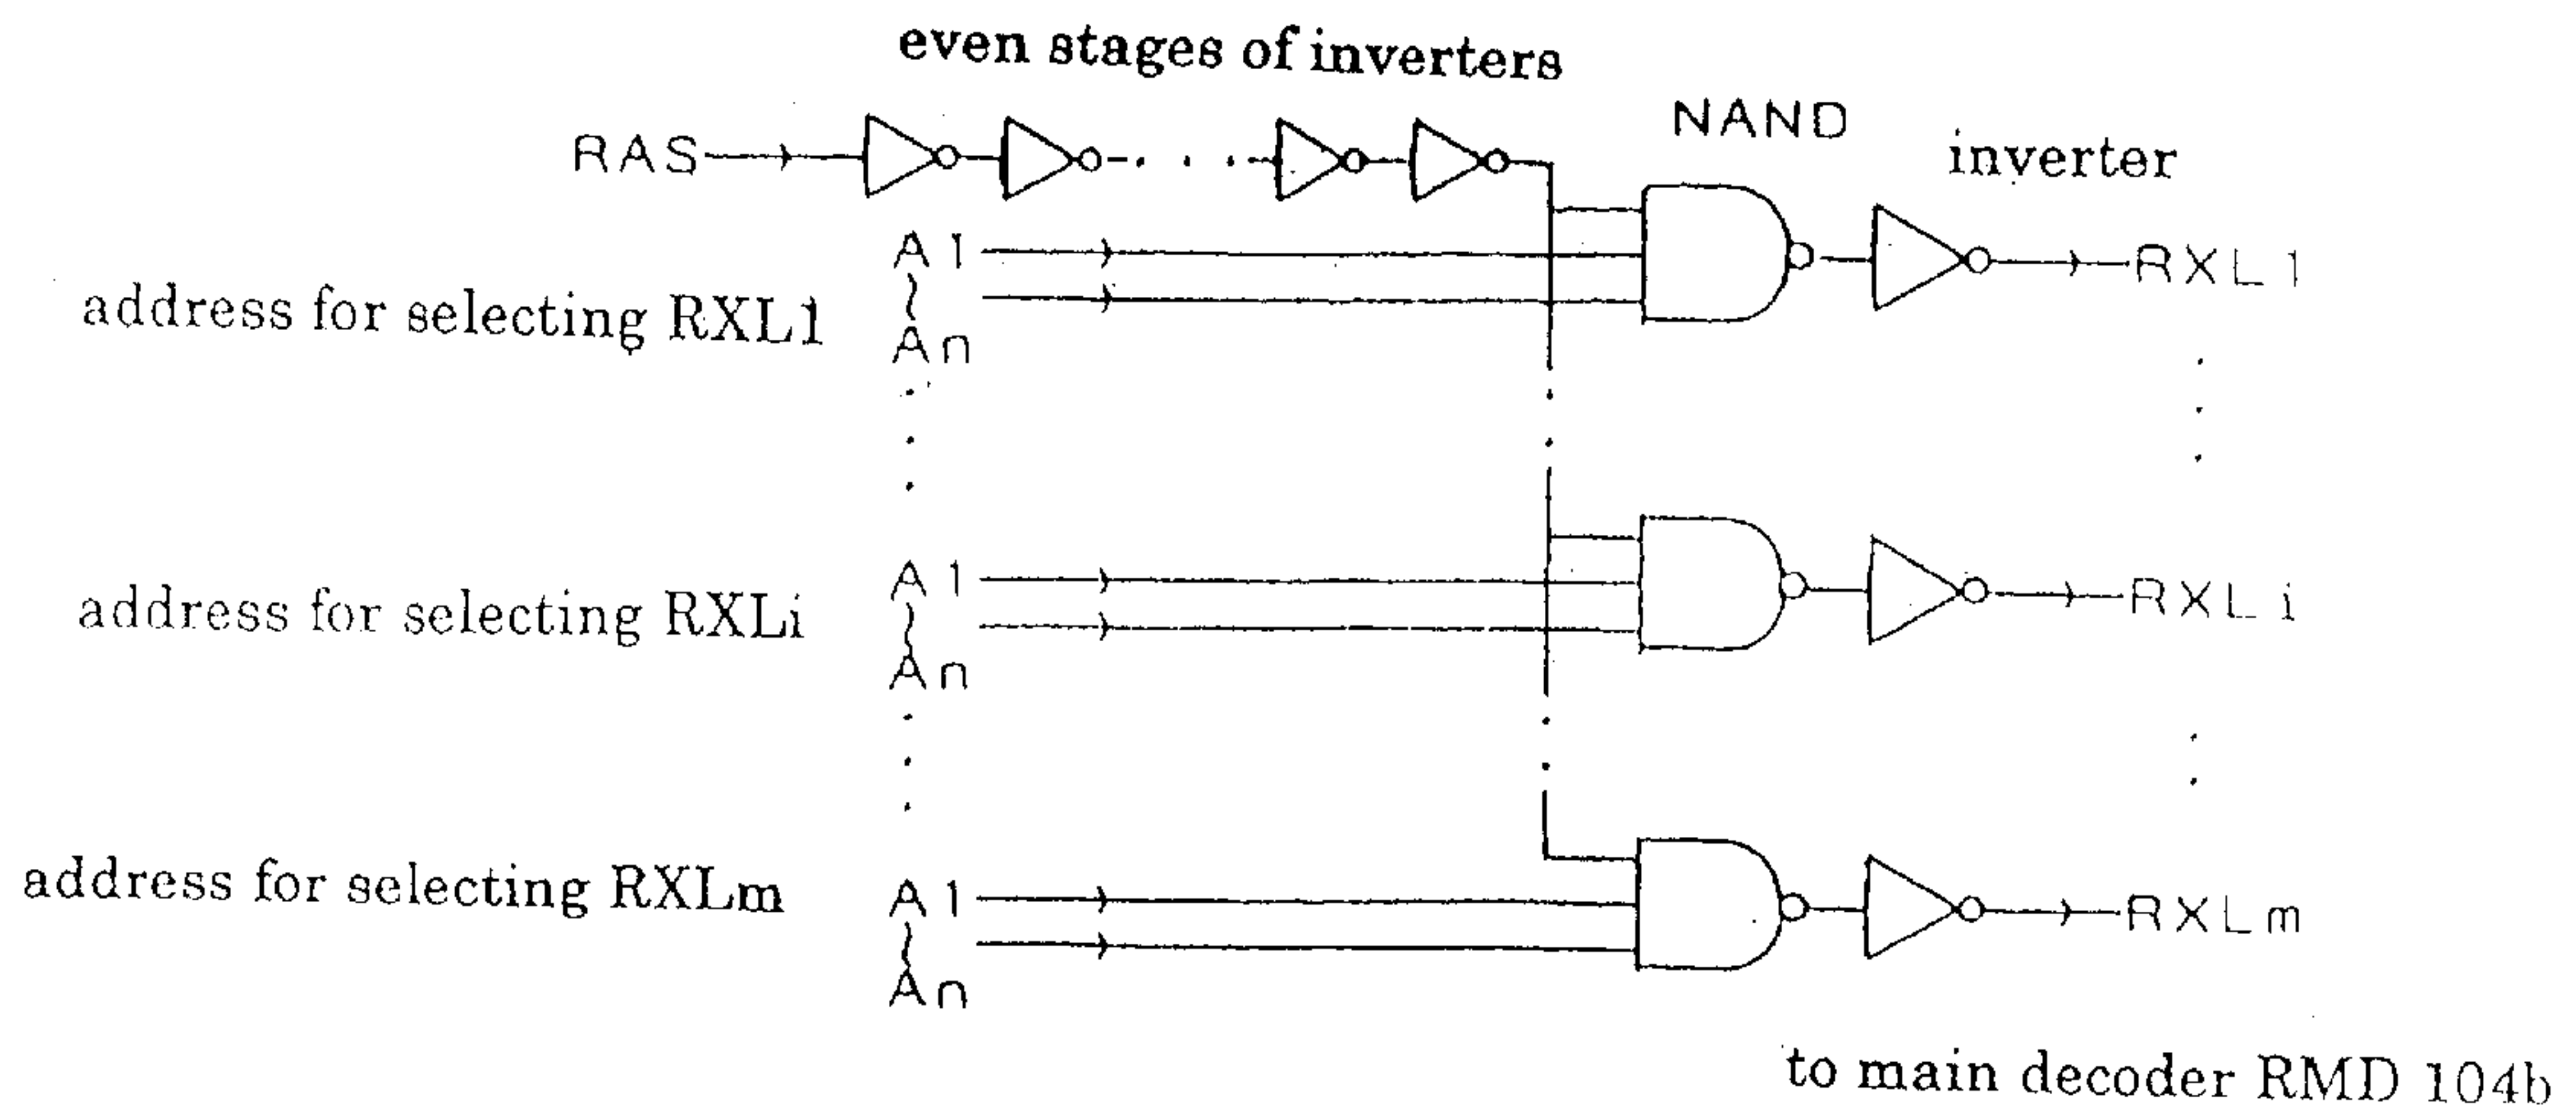 even stages of inverters
NAND
inverter
RAS
A1
RXL1
address for selecting RXL1
An
A1
RXLi
address for selecting RXLi
An
address for selecting RXLm
A1
RXLm
An
to main decoder RMD 104b